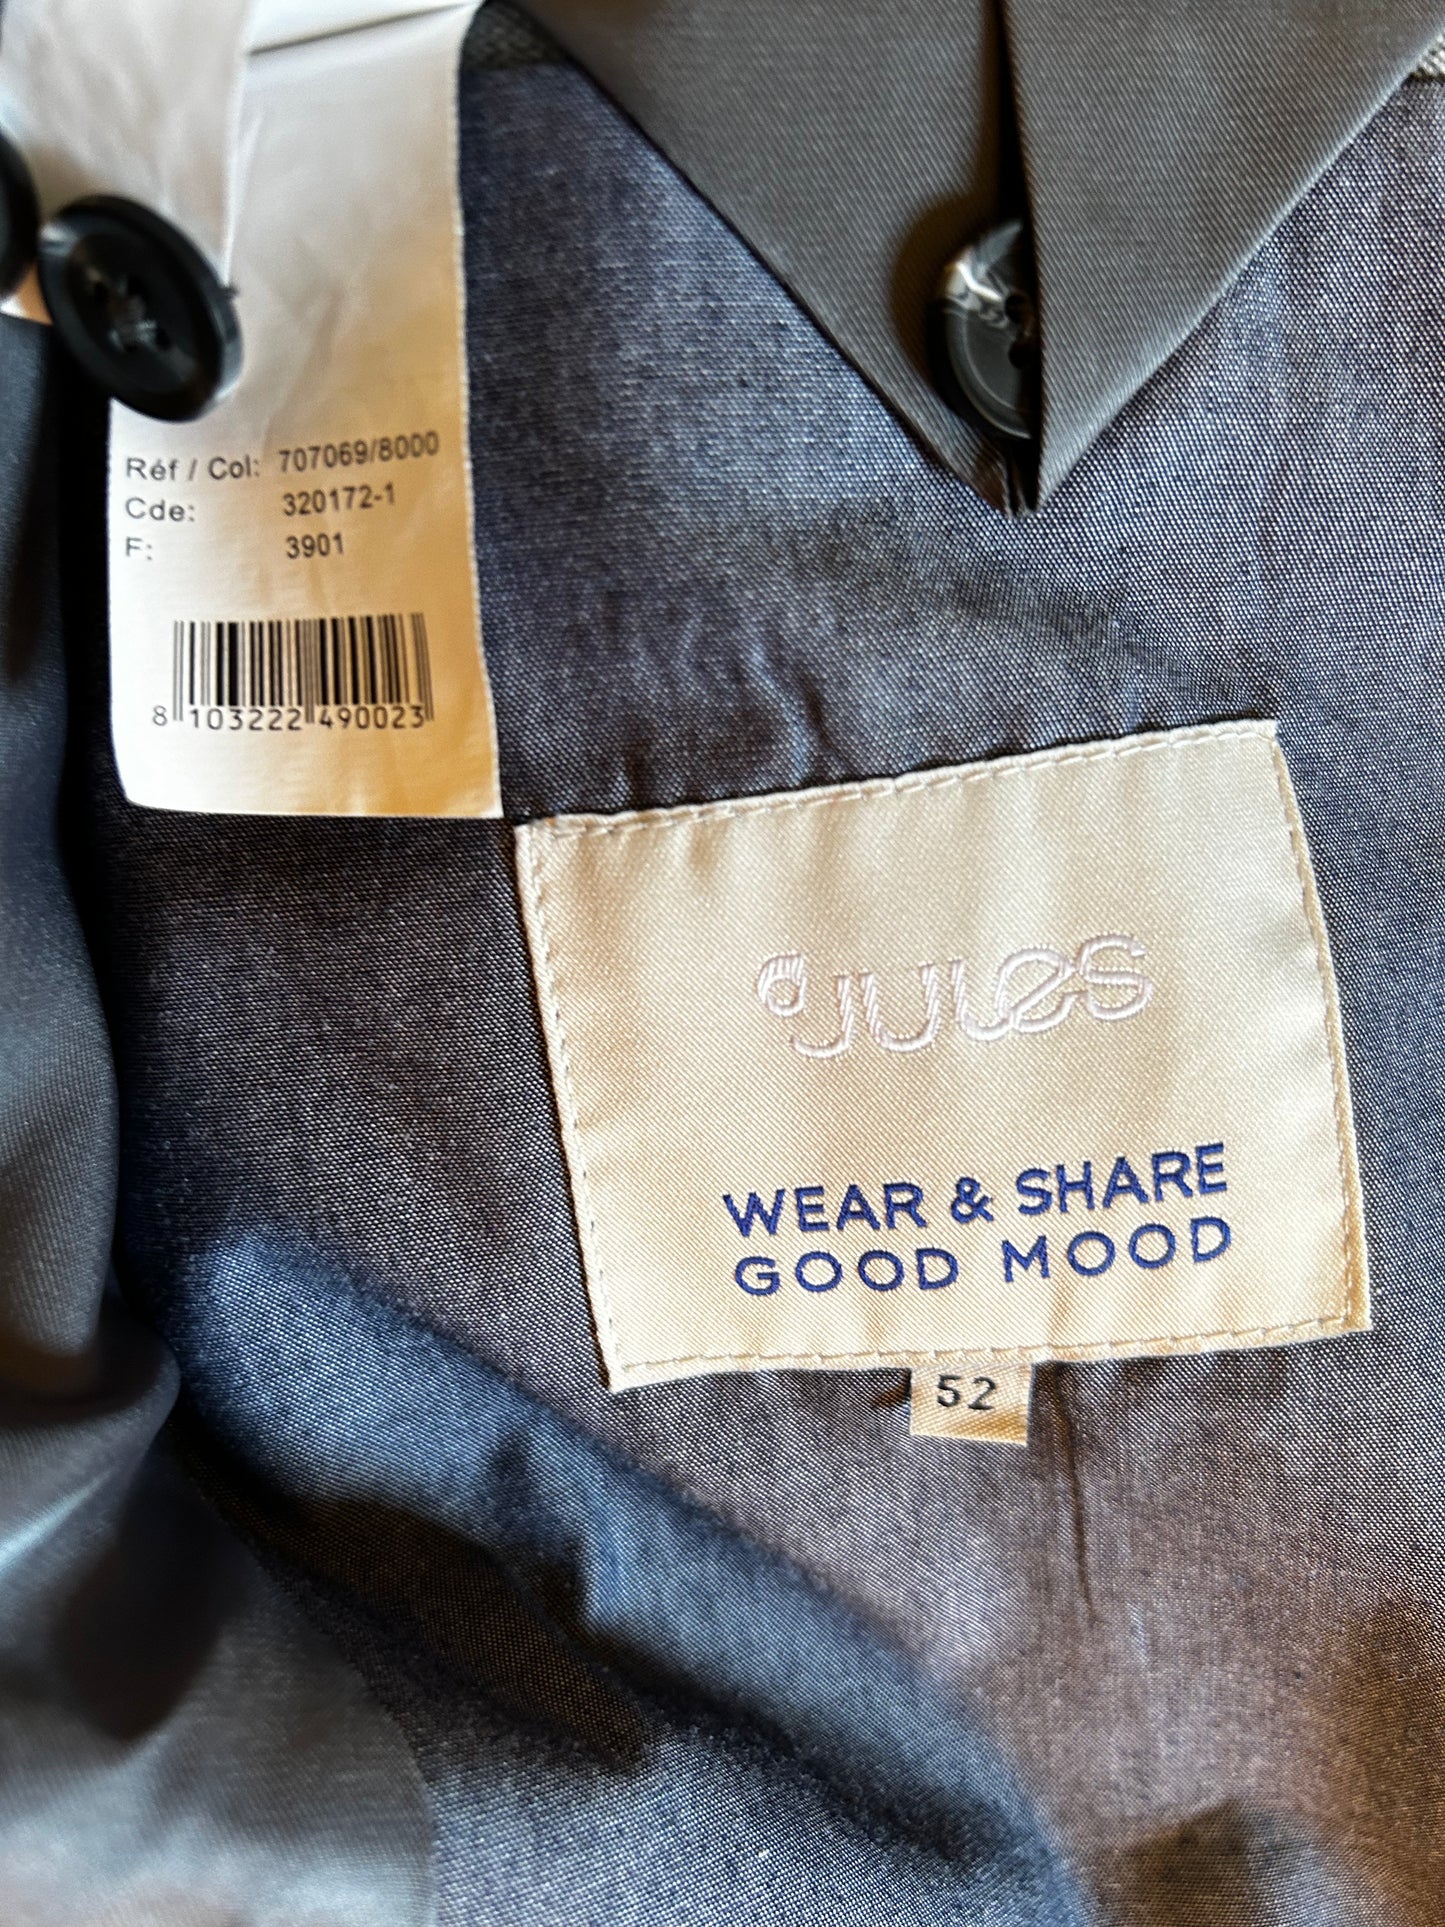 Réf / Col: 707069/8000
Cde: 320172-1
F: 3901
8 103222 490023
JULES
WEAR & SHARE
GOOD MOOD
52